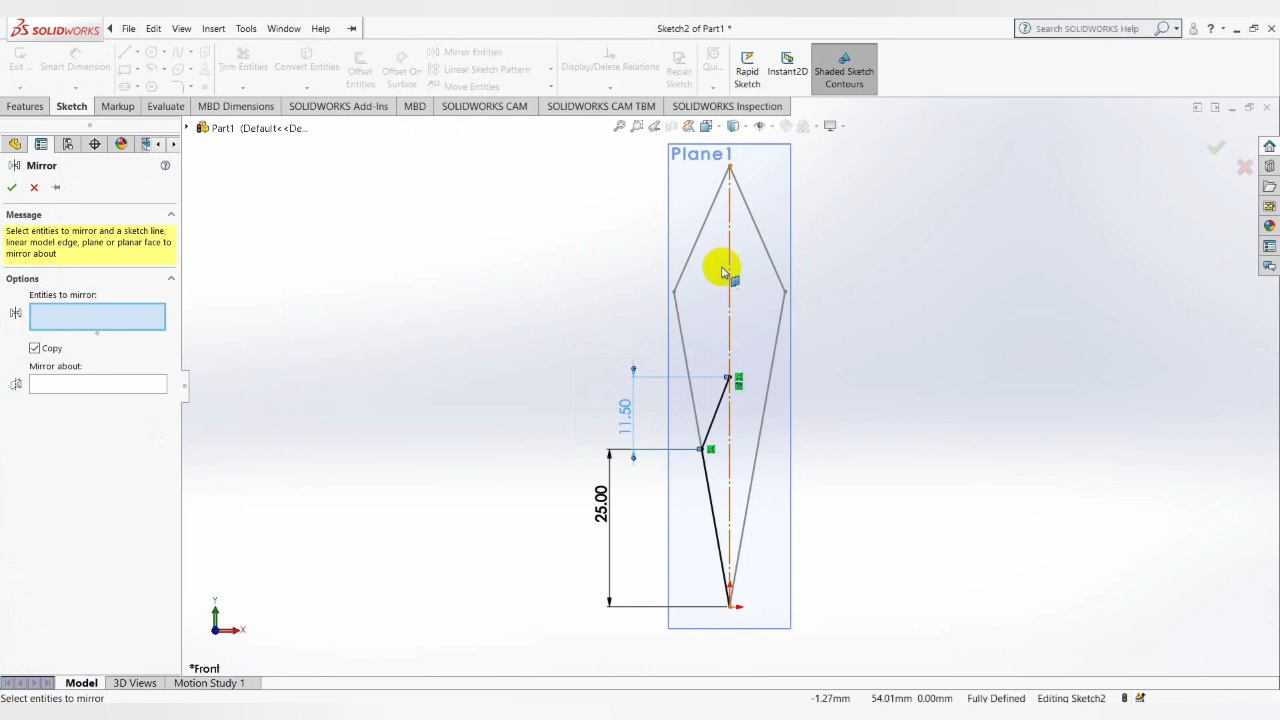 SOLIDWORKS File Edit View Insert Tools Window Help Sketch2 of Part1 * Search SOLIDWORKS Help ?
Exit ... Smart Dimension Trim Entities Convert Entities Offset Entities Offset On Surface Mirror Entities Linear Sketch Pattern Move Entities Display/Delete Relations Repair Sketch Qui... Rapid Sketch Instant2D Shaded Sketch Contours
Features Sketch Markup Evaluate MBD Dimensions SOLIDWORKS Add-Ins MBD SOLIDWORKS CAM SOLIDWORKS CAM TBM SOLIDWORKS Inspection
Part1 (Default<<De...
Plane1
Mirror
Message
Select entities to mirror and a sketch line,
linear model edge, plane or planar face to
mirror about
Options
Entities to mirror:
Copy
Mirror about:
11.50
25.00
Y
X
*Front
Model 3D Views Motion Study 1
Select entities to mirror -1.27mm 54.01mm 0.00mm Fully Defined Editing Sketch2